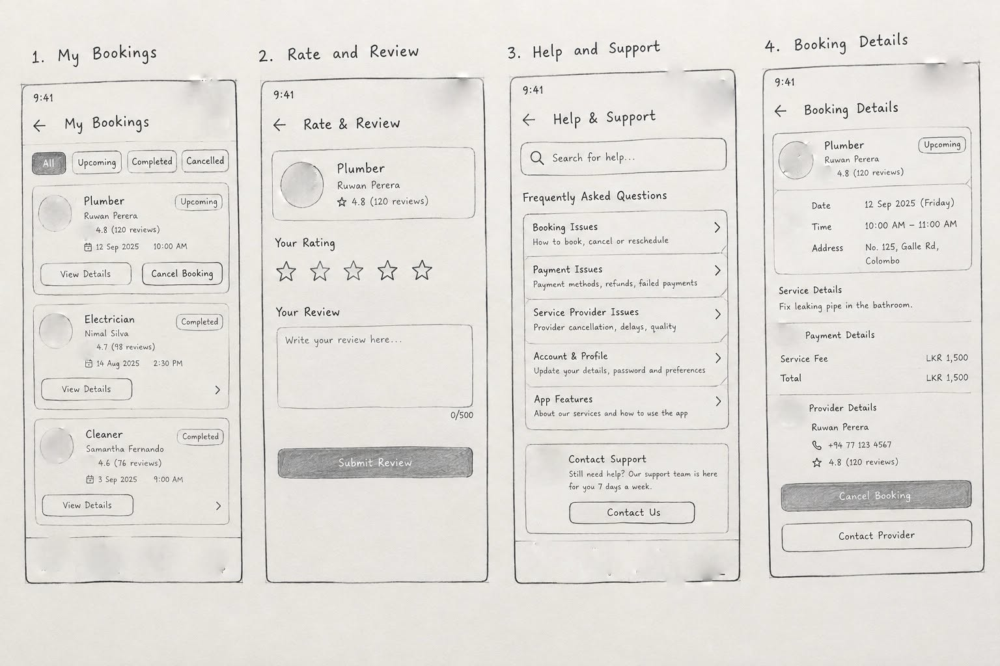 1. My Bookings
9:41
← My Bookings
All Upcoming Completed Cancelled
Plumber Upcoming
Ruwan Perera
4.8 (120 reviews)
12 Sep 2025 10:00 AM
View Details Cancel Booking
Electrician Completed
Nimal Silva
4.7 (98 reviews)
14 Aug 2025 2:30 PM
View Details
Cleaner Completed
Samantha Fernando
4.6 (76 reviews)
3 Sep 2025 9:00 AM
View Details
2. Rate and Review
9:41
← Rate & Review
Plumber
Ruwan Perera
☆ 4.8 (120 reviews)
Your Rating
Your Review
Write your review here...
0/500
Submit Review
3. Help and Support
9:41
← Help & Support
Search for help...
Frequently Asked Questions
Booking Issues
How to book, cancel or reschedule
Payment Issues
Payment methods, refunds, failed payments
Service Provider Issues
Provider cancellation, delays, quality
Account & Profile
Update your details, password and preferences
App Features
About our services and how to use the app
Contact Support
Still need help? Our support team is here
for you 7 days a week.
Contact Us
4. Booking Details
9:41
← Booking Details
Plumber Upcoming
Ruwan Perera
4.8 (120 reviews)
Date 12 Sep 2025 (Friday)
Time 10:00 AM – 11:00 AM
Address No. 125, Galle Rd,
Colombo
Service Details
Fix leaking pipe in the bathroom.
Payment Details
Service Fee LKR 1,500
Total LKR 1,500
Provider Details
Ruwan Perera
+94 77 123 4567
☆ 4.8 (120 reviews)
Cancel Booking
Contact Provider